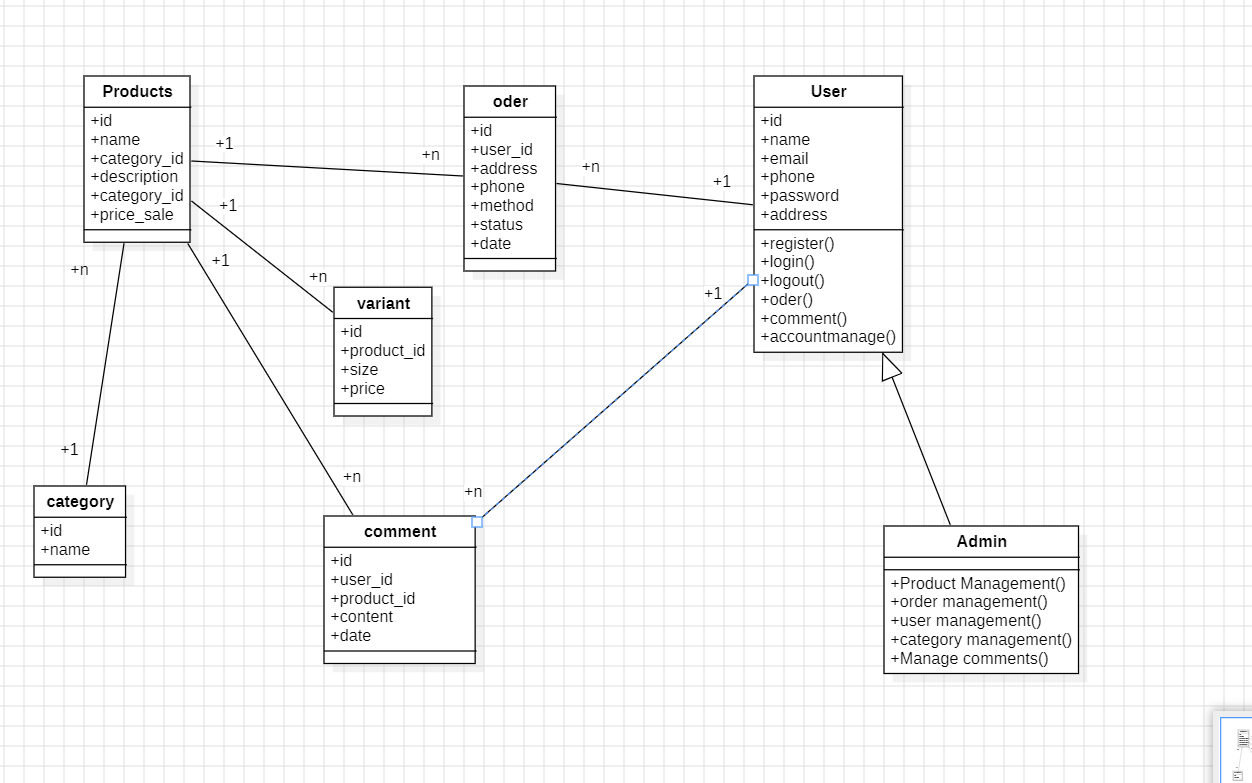 Products
+id
+name
+category_id
+description
+category_id
+price_sale
+1
+n
oder
+id
+user_id
+address
+phone
+method
+status
+date
+n
+1
User
+id
+name
+email
+phone
+password
+address
+register()
+login()
+logout()
+oder()
+comment()
+accountmanage()
+1
+n
+1
+n
variant
+id
+product_id
+size
+price
+n
+1
category
+id
+name
+n
comment
+id
+user_id
+product_id
+content
+date
+1
+n
Admin
+Product Management()
+order management()
+user management()
+category management()
+Manage comments()